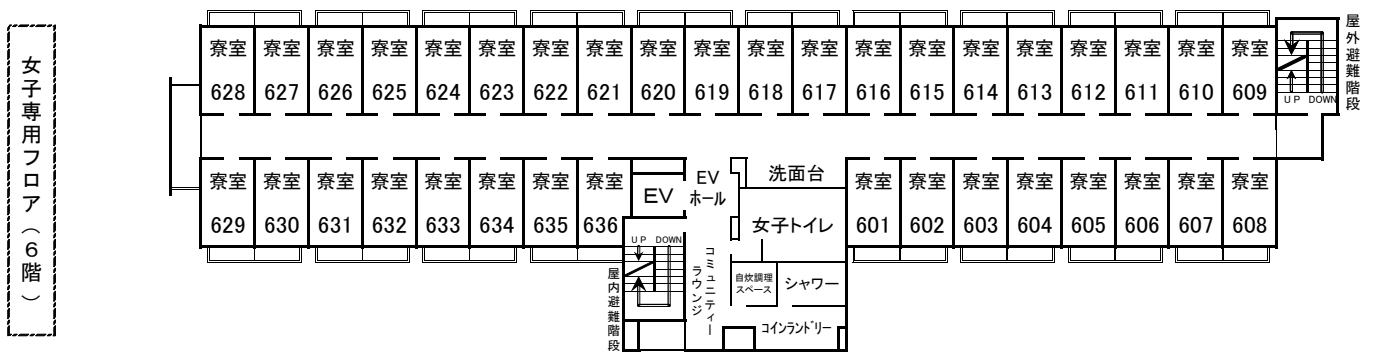 女子専用フロア（６階）
寮室 寮室 寮室 寮室 寮室 寮室 寮室 寮室 寮室 寮室 寮室 寮室 寮室 寮室 寮室 寮室 寮室 寮室 寮室 寮室
628 627 626 625 624 623 622 621 620 619 618 617 616 615 614 613 612 611 610 609
UP DOWN
屋外避難階段
寮室 寮室 寮室 寮室 寮室 寮室 寮室 寮室
629 630 631 632 633 634 635 636
EV
EV
ホール
洗面台
女子トイレ
寮室 寮室 寮室 寮室 寮室 寮室 寮室 寮室
601 602 603 604 605 606 607 608
UP DOWN
屋内避難階段
コミュニティー
ラウンジ
自炊調理
スペース
シャワー
コインランドリー